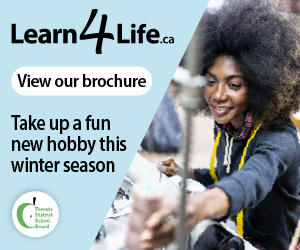 Learn4Life.ca
View our brochure
Take up a fun
new hobby this
winter season
Toronto
District
School
Board